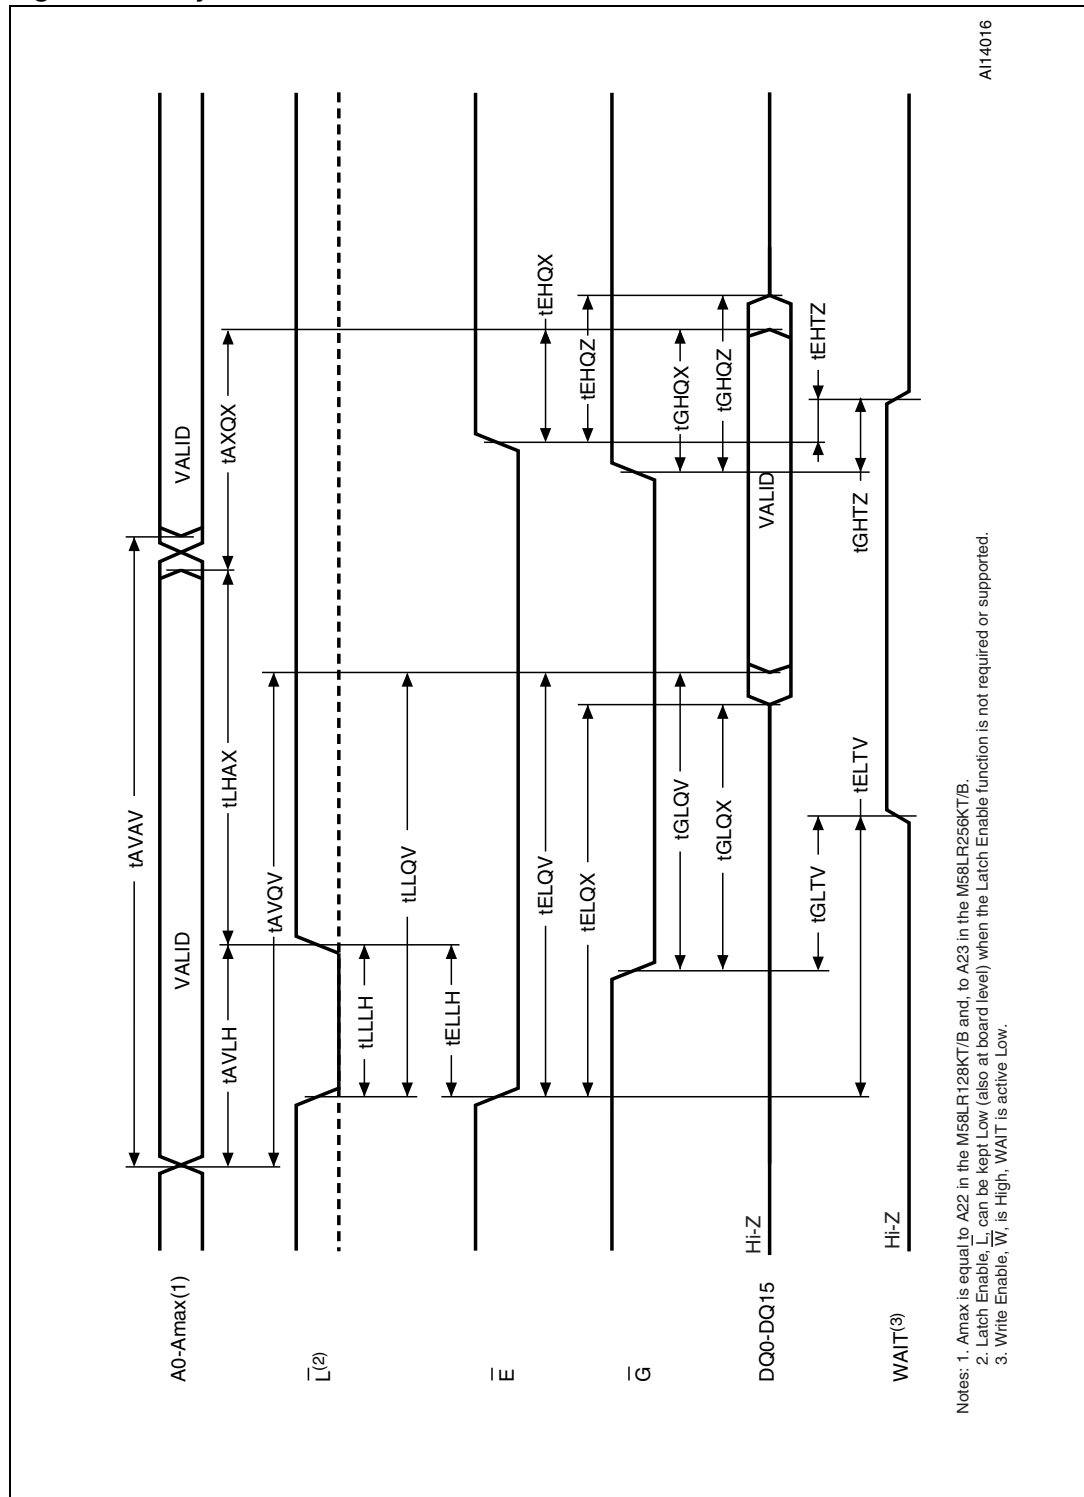 tAVAV
A0-Amax(1)
VALID
VALID
tAVLH
tLHAX
tAXQX
tAVQV
L(2)
tLLLH
tLLQV
tELLH
E
tELQV
tEHQX
tELQX
tEHQZ
G
tGLQV
tGHQX
tGLQX
tGHQZ
DQ0-DQ15
Hi-Z
VALID
tGLTV
tEHTZ
tELTV
tGHTZ
WAIT(3)
Hi-Z
Notes: 1. Amax is equal to A22 in the M58LR128KT/B and, to A23 in the M58LR256KT/B.
2. Latch Enable, L, can be kept Low (also at board level) when the Latch Enable function is not required or supported.
3. Write Enable, W, is High, WAIT is active Low.
AI14016